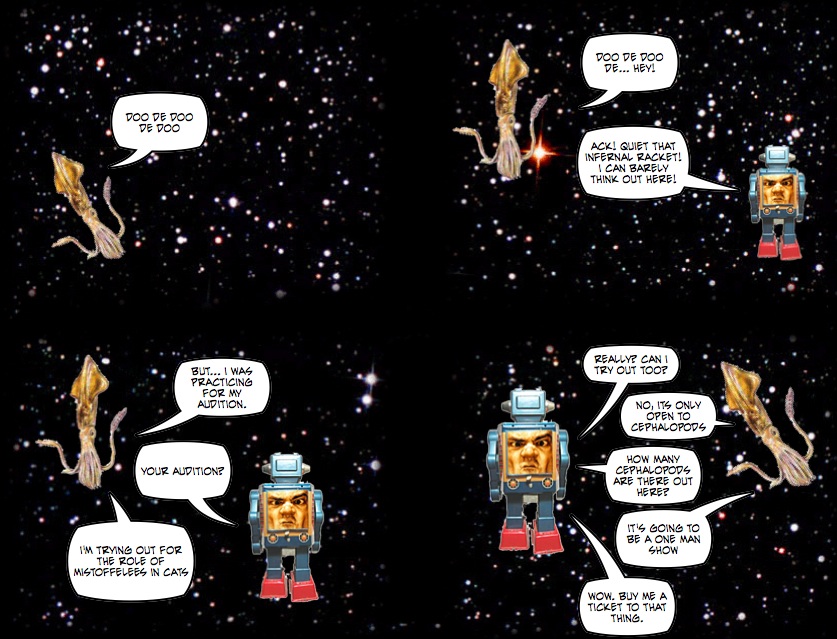 DOO DE DOO
DE DOO
DOO DE DOO
DE... HEY!
ACK! QUIET THAT
INFERNAL RACKET!
I CAN BARELY
THINK OUT HERE!
BUT... I WAS
PRACTICING
FOR MY
AUDITION.
YOUR AUDITION?
I'M TRYING OUT FOR
THE ROLE OF
MISTOFFELEES IN CATS
REALLY? CAN I
TRY OUT TOO?
NO, ITS ONLY
OPEN TO
CEPHALOPODS
HOW MANY
CEPHALOPODS
ARE THERE OUT
HERE?
IT'S GOING TO
BE A ONE MAN
SHOW
WOW. BUY ME A
TICKET TO THAT
THING.